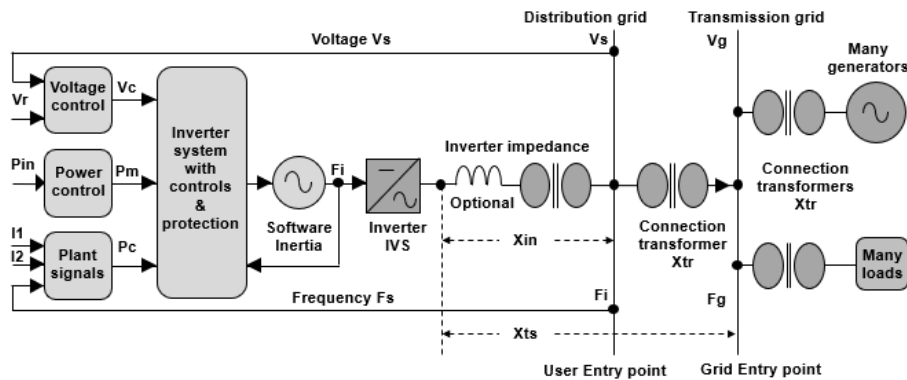 Distribution grid
Transmission grid
Voltage Vs
Vs
Vg
Many
generators
Voltage
control
Vc
Vr
Inverter
system
with
controls
&
protection
Pin
Power
control
Pm
Fi
Software
Inertia
Inverter
IVS
Inverter impedance
Optional
Connection
transformers
Xtr
Connection
transformer
Xtr
Xin
I1
I2
Plant
signals
Pc
Many
loads
Frequency Fs
Fi
Fg
Xts
User Entry point
Grid Entry point